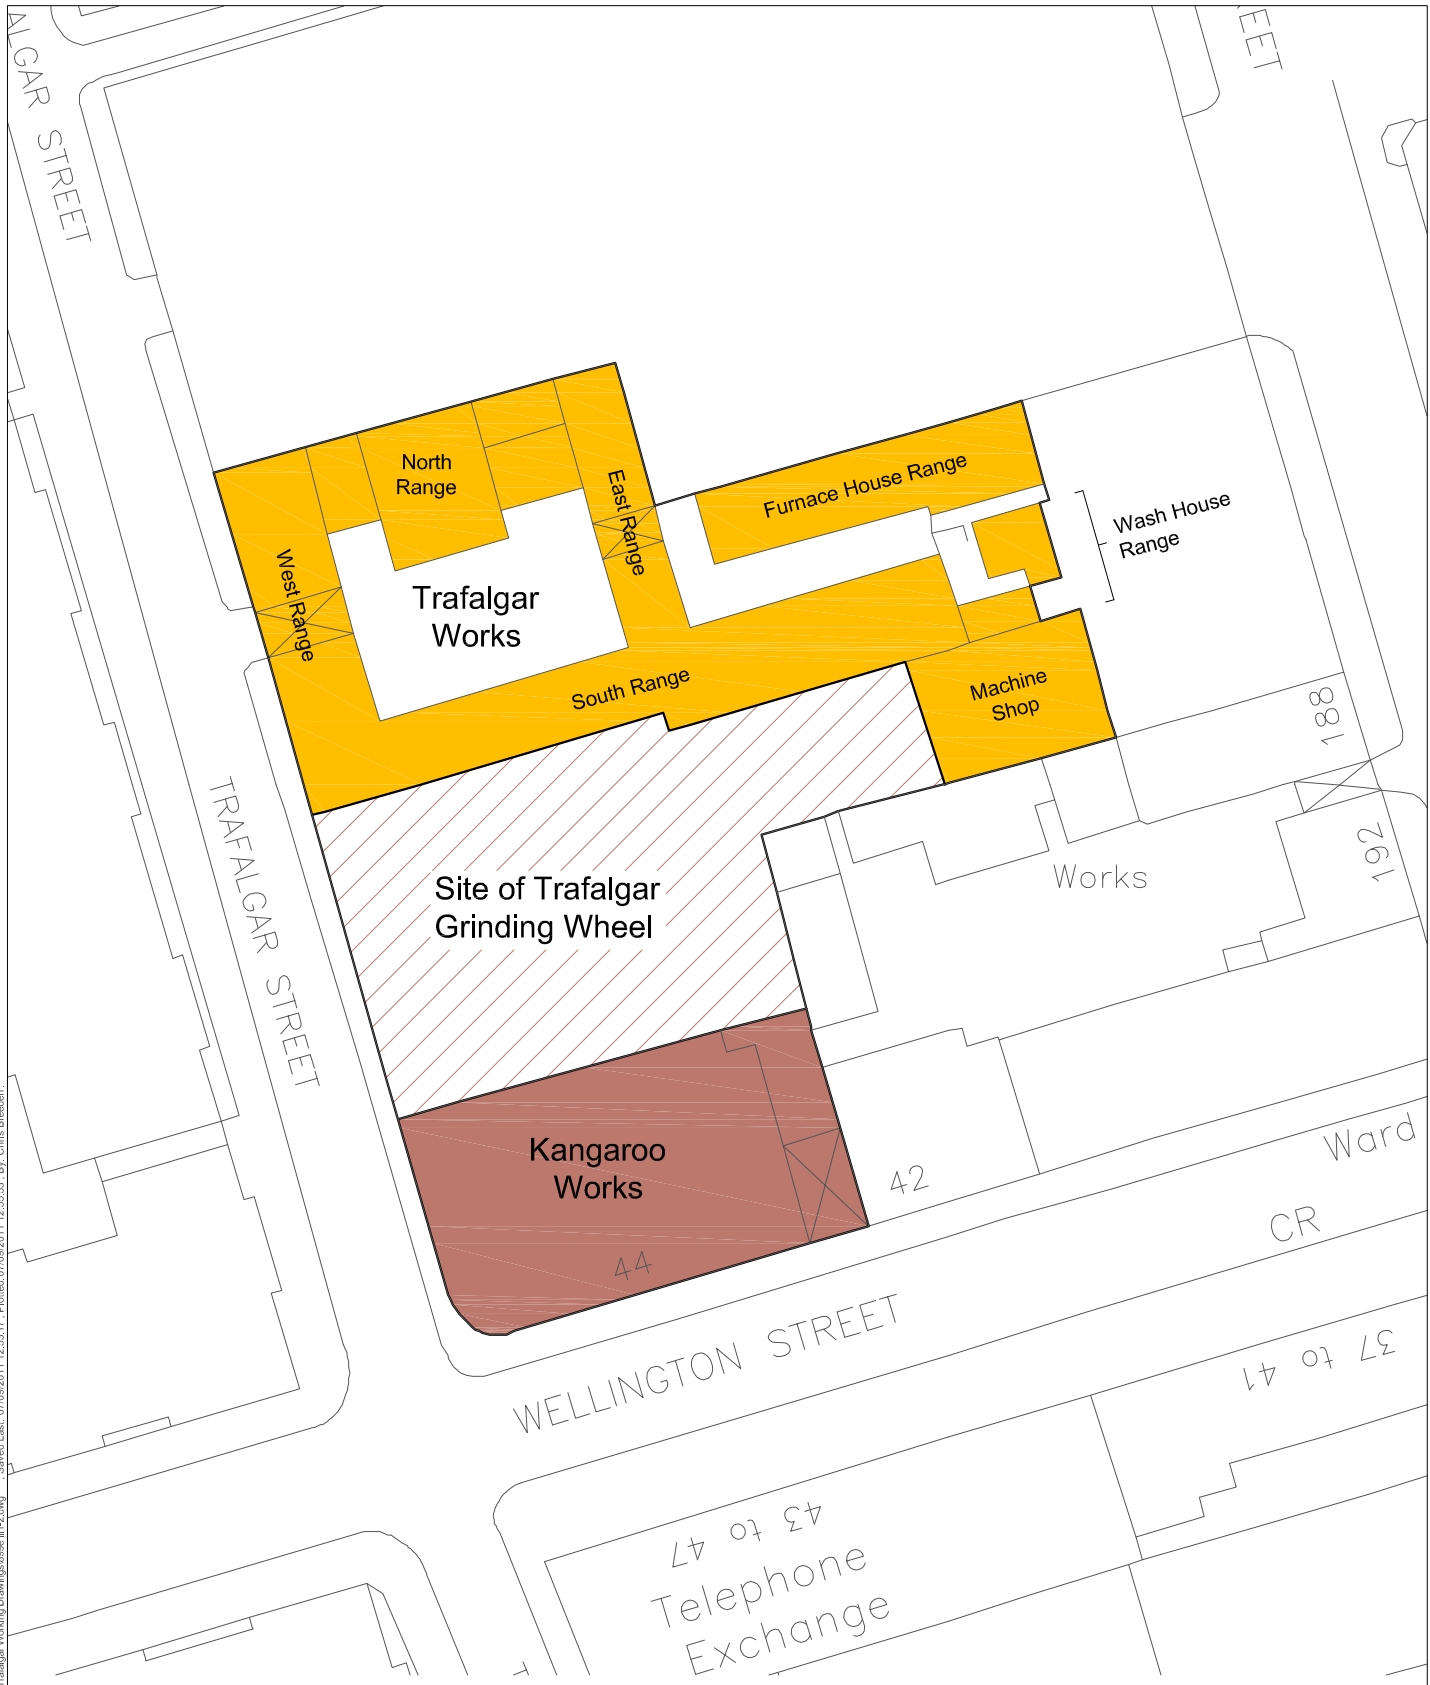 ALGAR STREET
EET
North
Range
East Range
Furnace House Range
Wash House
Range
West Range
Trafalgar
Works
South Range
Machine
Shop
188
TRAFALGAR STREET
Site of Trafalgar
Grinding Wheel
Works
192
Kangaroo
Works
42
44
Ward
CR
WELLINGTON STREET
37 to 41
43 to 47
Telephone
Exchange